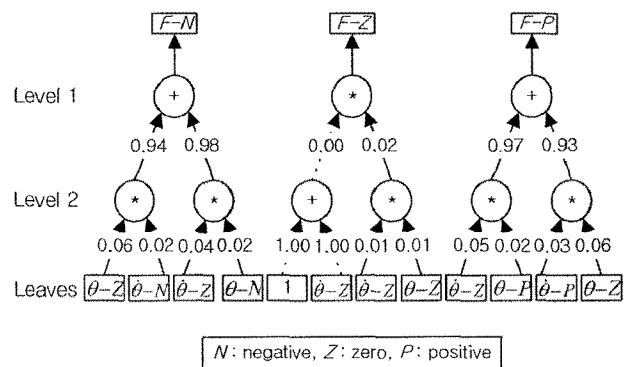 F-N F-Z F-P
Level 1 + * +
0.94 0.98 0.00 0.02 0.97 0.93
Level 2 * * + * * *
0.06 0.02 0.04 0.02 1.00 1.00 0.01 0.01 0.05 0.02 0.03 0.06
Leaves θ-Z θ̇-N θ̇-Z θ-N 1 θ̇-Z θ̇-Z θ-Z θ̇-Z θ-P θ̇-P θ-Z
N: negative, Z: zero, P: positive